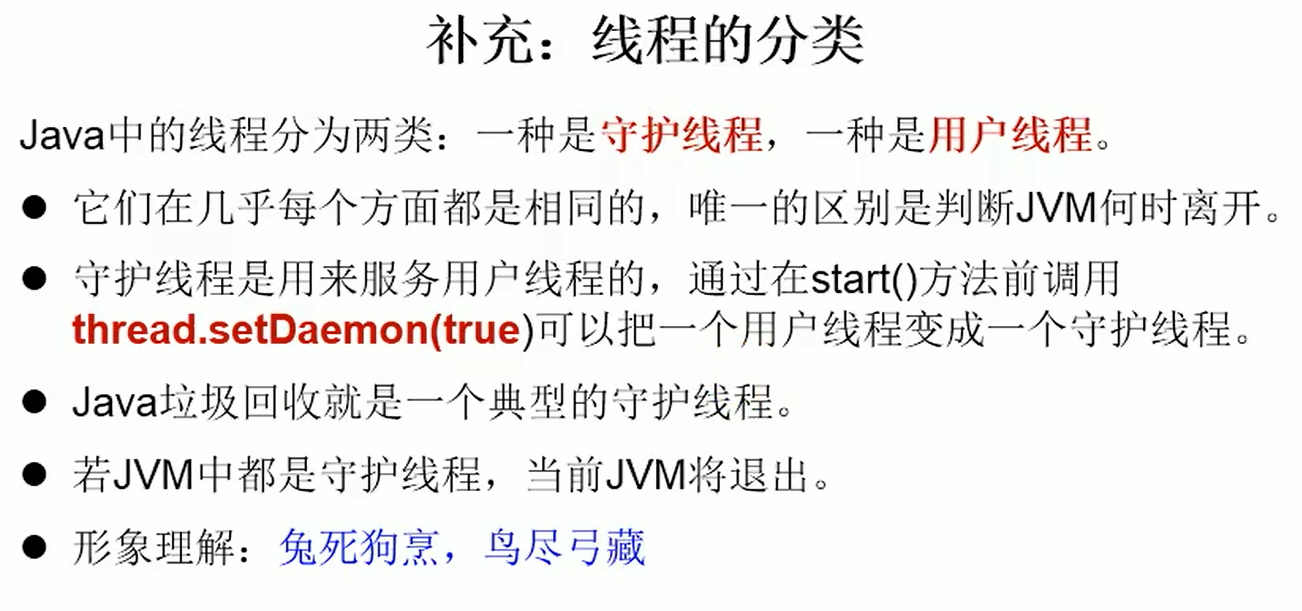 补充：线程的分类
Java中的线程分为两类：一种是守护线程，一种是用户线程。
● 它们在几乎每个方面都是相同的，唯一的区别是判断JVM何时离开。
● 守护线程是用来服务用户线程的，通过在start()方法前调用
thread.setDaemon(true)可以把一个用户线程变成一个守护线程。
● Java垃圾回收就是一个典型的守护线程。
● 若JVM中都是守护线程，当前JVM将退出。
● 形象理解：兔死狗烹，鸟尽弓藏